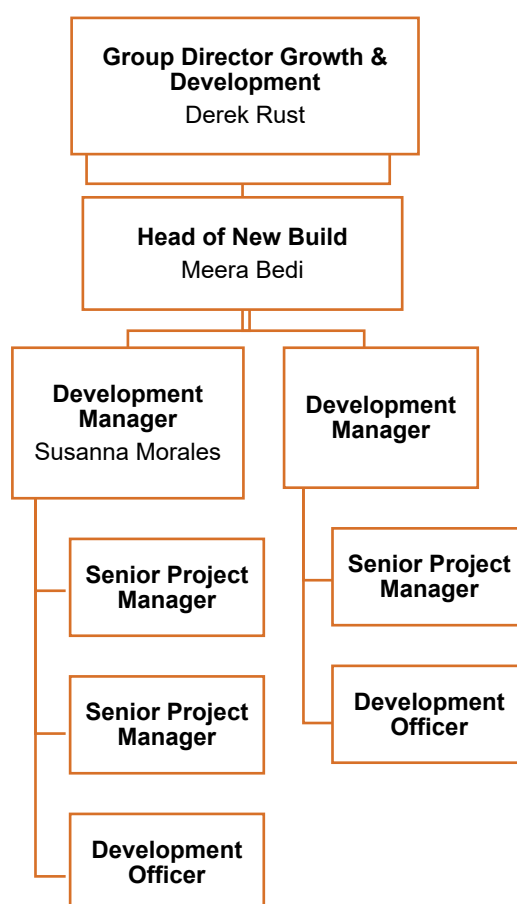 Group Director Growth &
Development
Derek Rust
Head of New Build
Meera Bedi
Development
Manager
Susanna Morales
Development
Manager
Senior Project
Manager
Senior Project
Manager
Development
Officer
Senior Project
Manager
Development
Officer